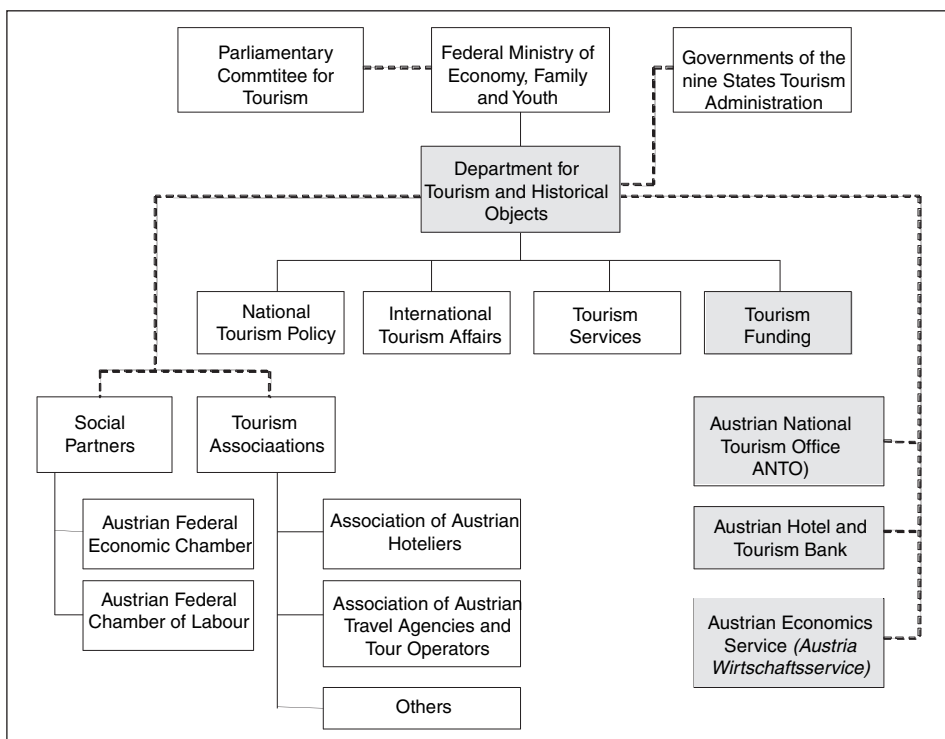 Parliamentary
Commtitee for
Tourism
Federal Ministry of
Economy, Family
and Youth
Governments of the
nine States Tourism
Administration
Department for
Tourism and Historical
Objects
National
Tourism Policy
International
Tourism Affairs
Tourism
Services
Tourism
Funding
Social
Partners
Tourism
Associaations
Austrian National
Tourism Office
ANTO)
Austrian Federal
Economic Chamber
Association of Austrian
Hoteliers
Austrian Hotel and
Tourism Bank
Austrian Federal
Chamber of Labour
Association of Austrian
Travel Agencies and
Tour Operators
Austrian Economics
Service (Austria
Wirtschaftsservice)
Others